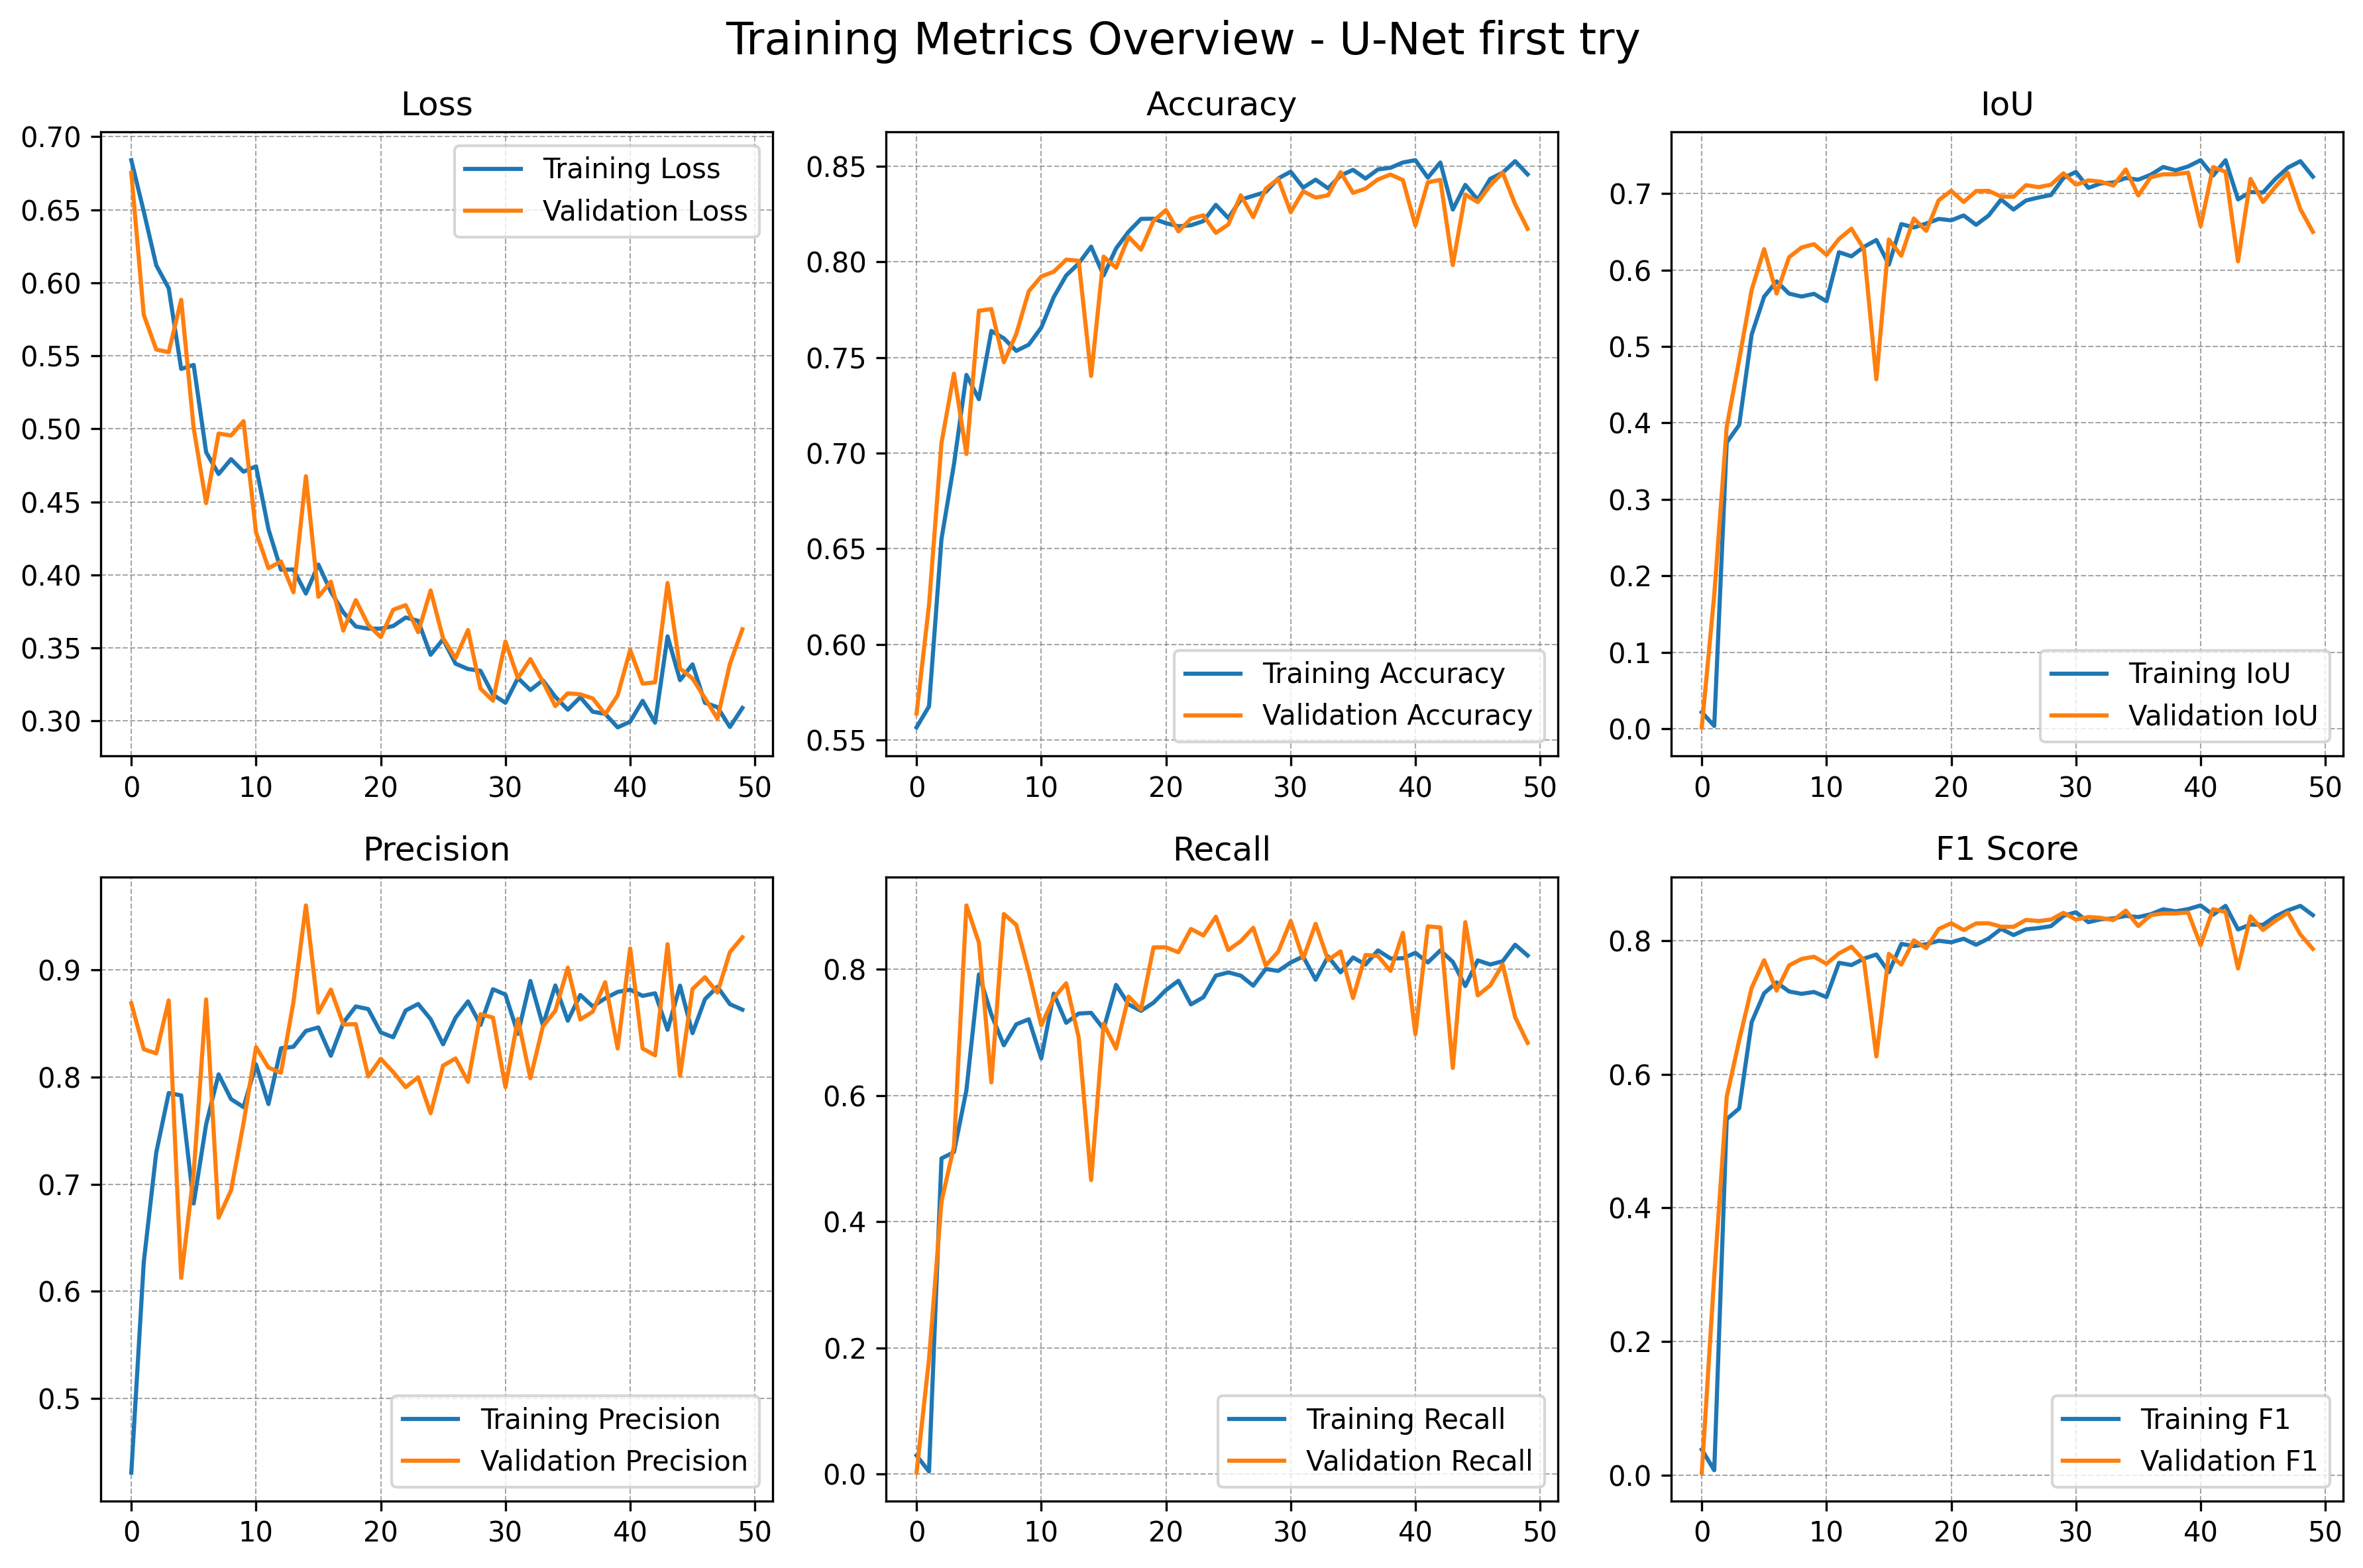 Training Metrics Overview - U-Net first try
Loss
0.70
0.65
0.60
0.55
0.50
0.45
0.40
0.35
0.30
0 10 20 30 40 50
Training Loss
Validation Loss
Accuracy
0.85
0.80
0.75
0.70
0.65
0.60
0.55
0 10 20 30 40 50
Training Accuracy
Validation Accuracy
IoU
0.7
0.6
0.5
0.4
0.3
0.2
0.1
0.0
0 10 20 30 40 50
Training IoU
Validation IoU
Precision
0.9
0.8
0.7
0.6
0.5
0 10 20 30 40 50
Training Precision
Validation Precision
Recall
0.8
0.6
0.4
0.2
0.0
0 10 20 30 40 50
Training Recall
Validation Recall
F1 Score
0.8
0.6
0.4
0.2
0.0
0 10 20 30 40 50
Training F1
Validation F1